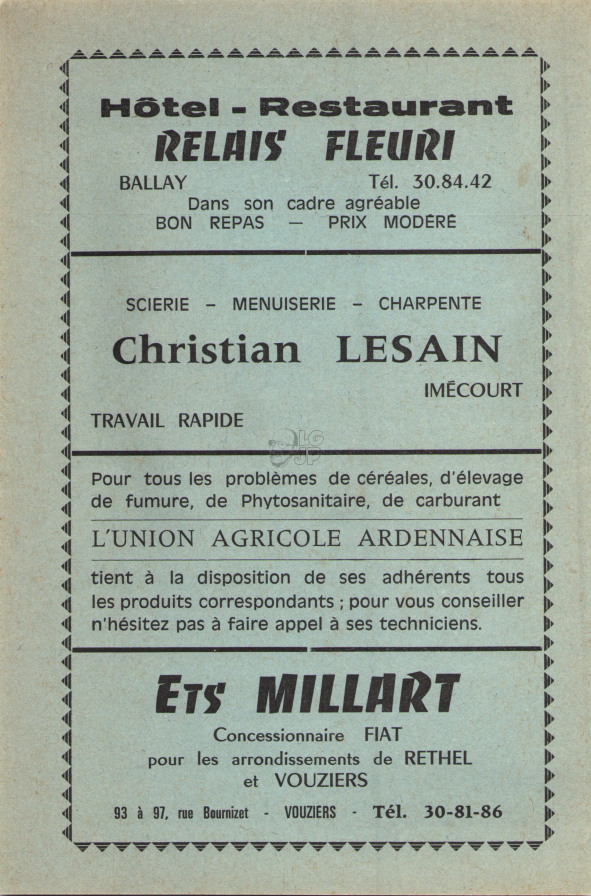 Hôtel - Restaurant
RELAIS FLEURI
BALLAY Tél. 30.84.42
Dans son cadre agréable
BON REPAS — PRIX MODÉRÉ
SCIERIE – MENUISERIE – CHARPENTE
Christian LESAIN
IMÉCOURT
TRAVAIL RAPIDE
LG
JP
Pour tous les problèmes de céréales, d'élevage
de fumure, de Phytosanitaire, de carburant
L'UNION AGRICOLE ARDENNAISE
tient à la disposition de ses adhérents tous
les produits correspondants ; pour vous conseiller
n'hésitez pas à faire appel à ses techniciens.
ETS MILLART
Concessionnaire FIAT
pour les arrondissements de RETHEL
et VOUZIERS
93 à 97, rue Bournizet - VOUZIERS - Tél. 30-81-86